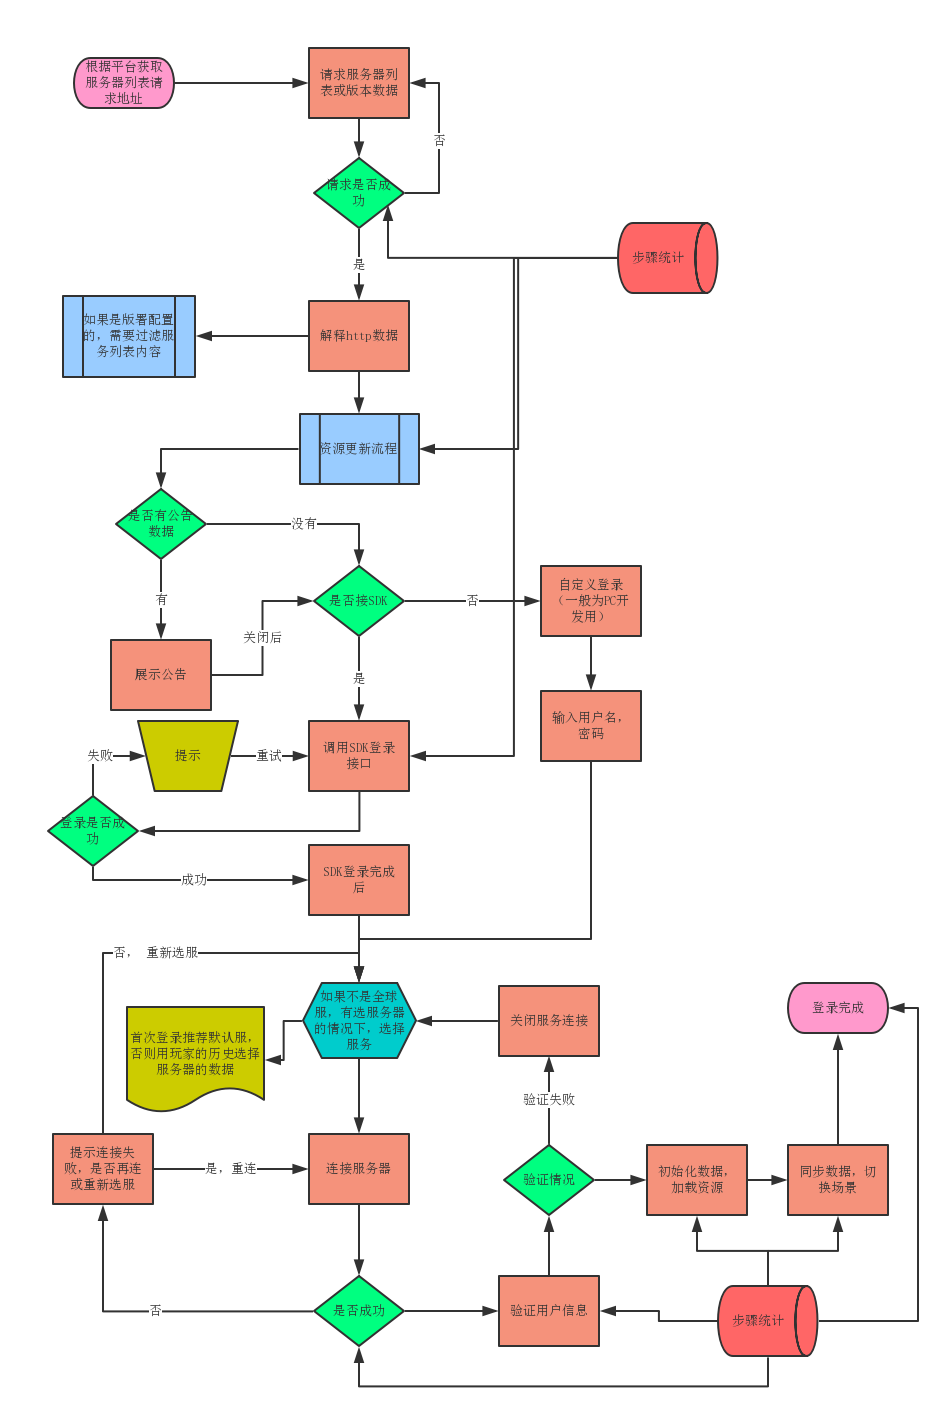 根据平台获取
服务器列表请
求地址
请求服务器列
表或版本数据
否
请求是否成
功
是
步骤统计
如果是版署配置
的，需要过滤服
务列表内容
解释http数据
资源更新流程
是否有公告
数据
没有
有
是否接SDK
否
自定义登录
（一般为PC开
发用）
关闭后
展示公告
是
输入用户名，
密码
失败
提示
重试
调用SDK登录
接口
登录是否成
功
成功
SDK登录完成
后
否， 重新选服
如果不是全球
服，有选服务器
的情况下，选择
服务
关闭服务连接
登录完成
首次登录推荐默认服，
否则用玩家的历史选择
服务器的数据
验证失败
提示连接失
败，是否再连
或重新选服
是，重连
连接服务器
验证情况
初始化数据，
加载资源
同步数据，切
换场景
否
是否成功
验证用户信息
步骤统计